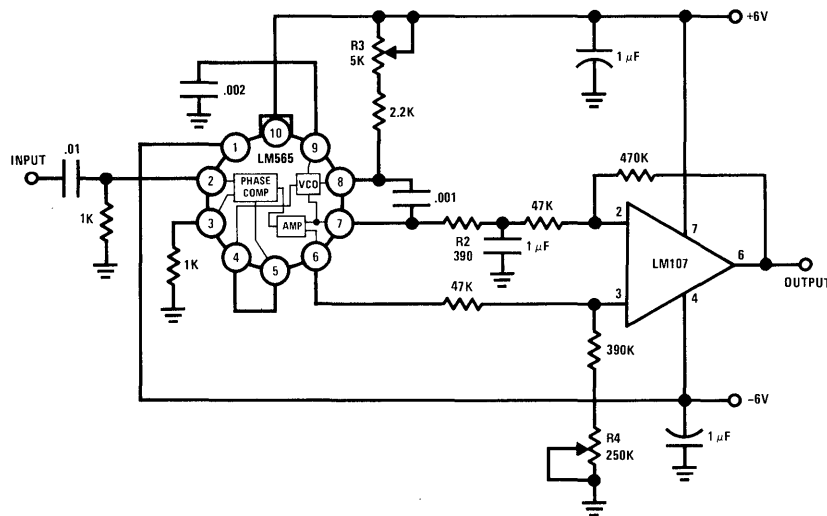 +6V
R3
5K
1 μF
.002
2.2K
10
1
9
LM565
.01
INPUT
2
PHASE
COMP
VCO
8
470K
.001
1K
3
AMP
7
R2
390
1 μF
47K
2
7
LM107
6
OUTPUT
1K
4
5
6
47K
3
4
390K
-6V
R4
250K
1 μF